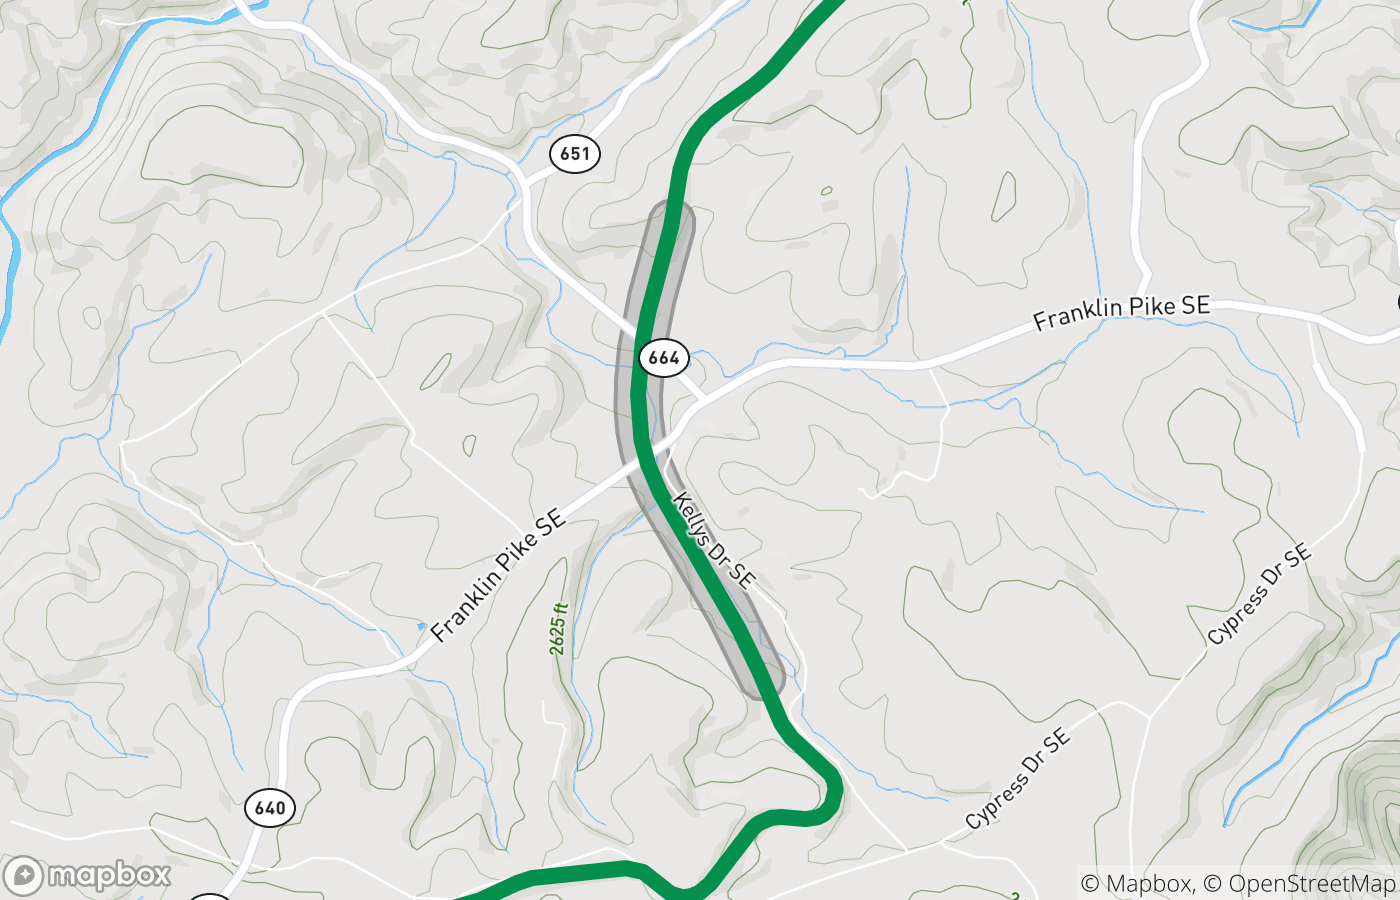 651
Franklin Pike SE
664
Kellys Dr SE
Franklin Pike SE
Cypress Dr SE
2625 ft
Cypress Dr SE
640
mapbox
© Mapbox, © OpenStreetMap